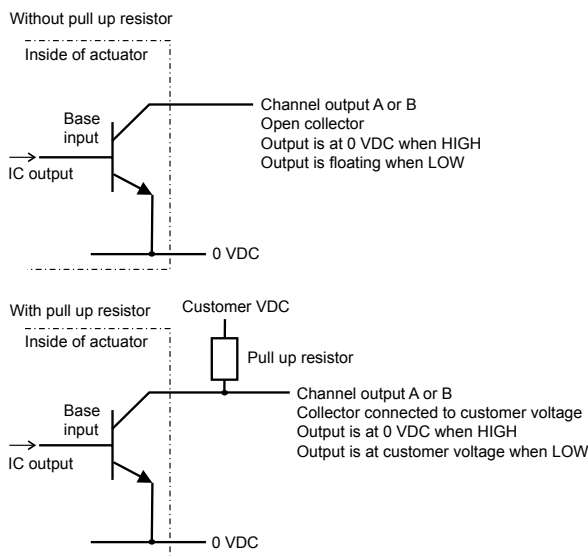 Without pull up resistor
Inside of actuator
Base
input
IC output
Channel output A or B
Open collector
Output is at 0 VDC when HIGH
Output is floating when LOW
0 VDC
With pull up resistor
Customer VDC
Inside of actuator
Pull up resistor
Base
input
IC output
Channel output A or B
Collector connected to customer voltage
Output is at 0 VDC when HIGH
Output is at customer voltage when LOW
0 VDC